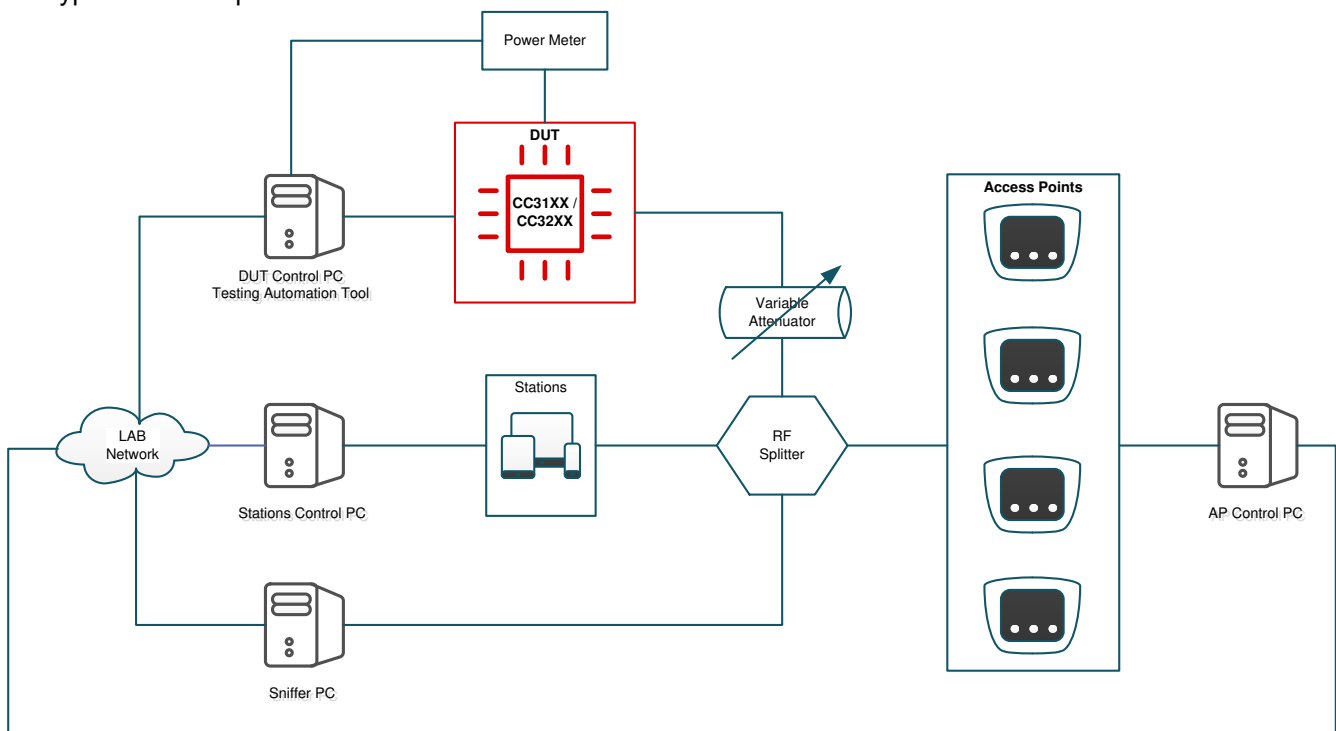 Power Meter
DUT
CC31XX /
CC32XX
Access Points
DUT Control PC
Testing Automation Tool
Variable
Attenuator
Stations
LAB
Network
RF
Splitter
Stations Control PC
AP Control PC
Sniffer PC